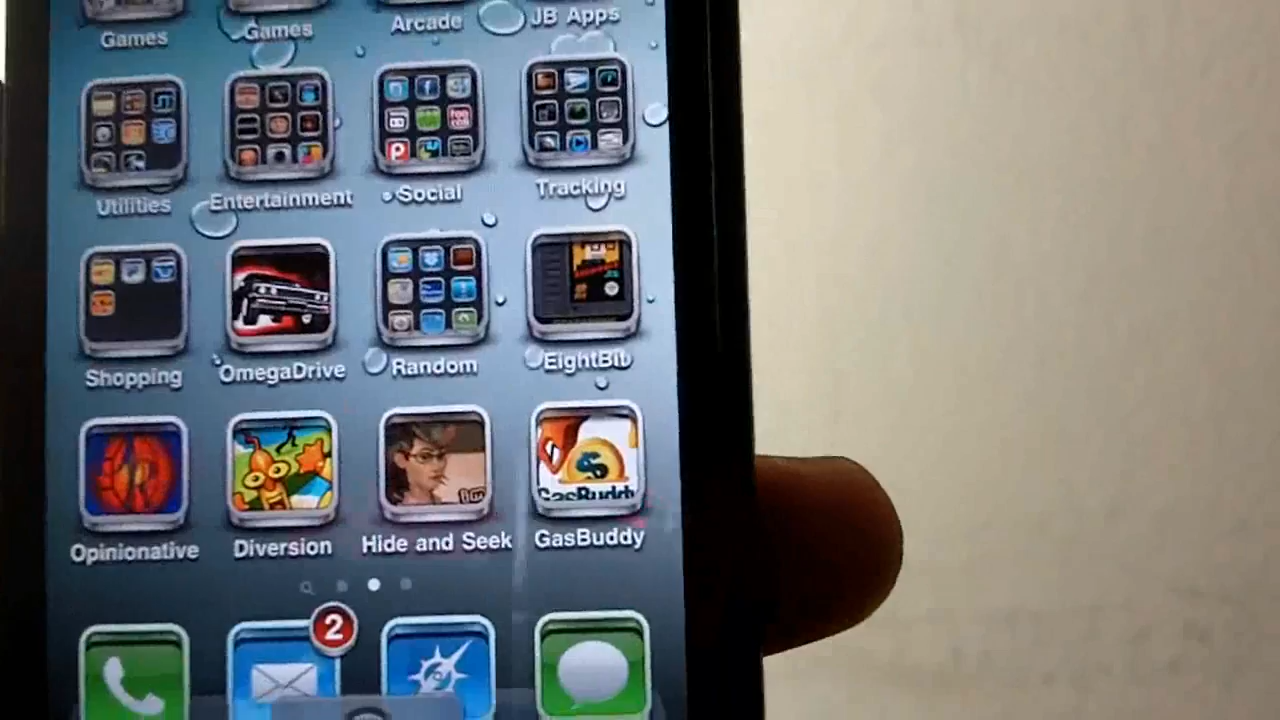 Games
Games
Arcade
JB Apps
Utilities
Entertainment
Social
Tracking
Shopping
OmegaDrive
Random
EightBit
GasBuddy
Opinionative
Diversion
Hide and Seek
GasBuddy
2